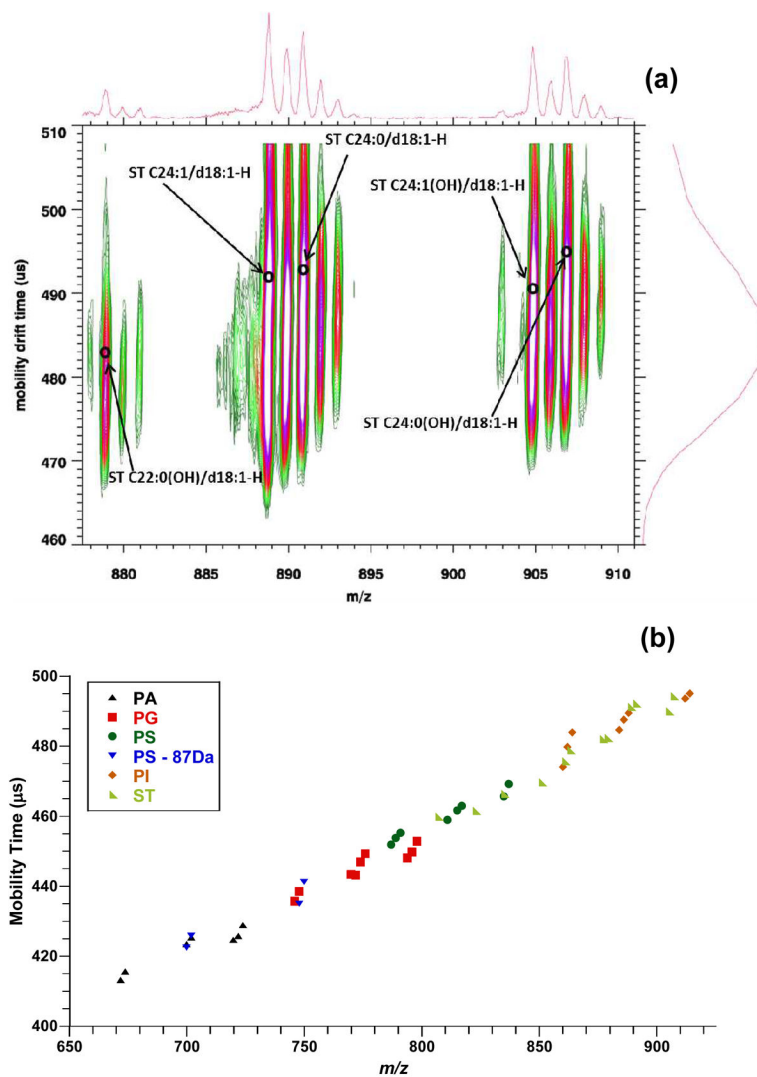 (a)
510
ST C24:0/d18:1-H
ST C24:1/d18:1-H
ST C24:1(OH)/d18:1-H
500
490
480
470
460
mobility drift time (us)
ST C24:0(OH)/d18:1-H
ST C22:0(OH)/d18:1-H
880 885 890 895 900 905 910
m/z
(b)
500
480
460
440
420
400
Mobility Time (µs)
PA
PG
PS
PS - 87Da
PI
ST
650 700 750 800 850 900
m/z